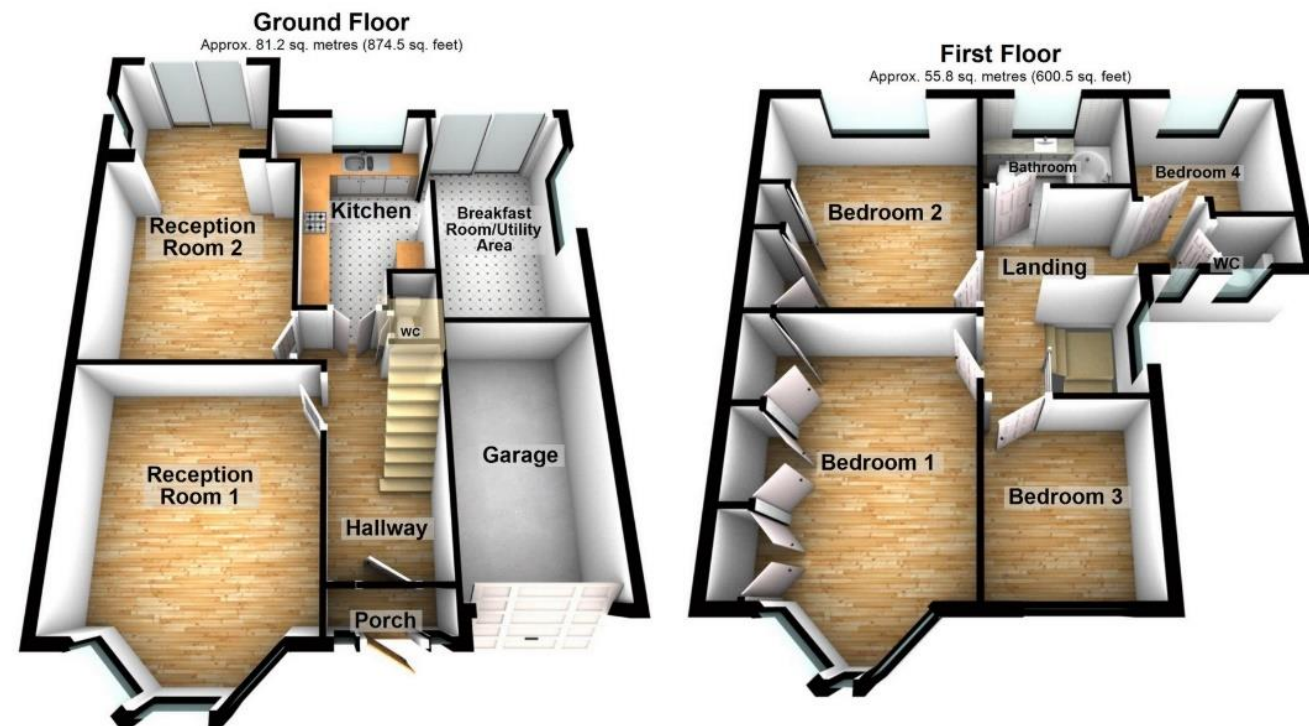 Ground Floor
Approx. 81.2 sq. metres (874.5 sq. feet)
Reception
Room 2
Kitchen
Breakfast
Room/Utility
Area
WC
Reception
Room 1
Hallway
Garage
Porch
First Floor
Approx. 55.8 sq. metres (600.5 sq. feet)
Bedroom 2
Bathroom
Bedroom 4
Landing
WC
Bedroom 1
Bedroom 3